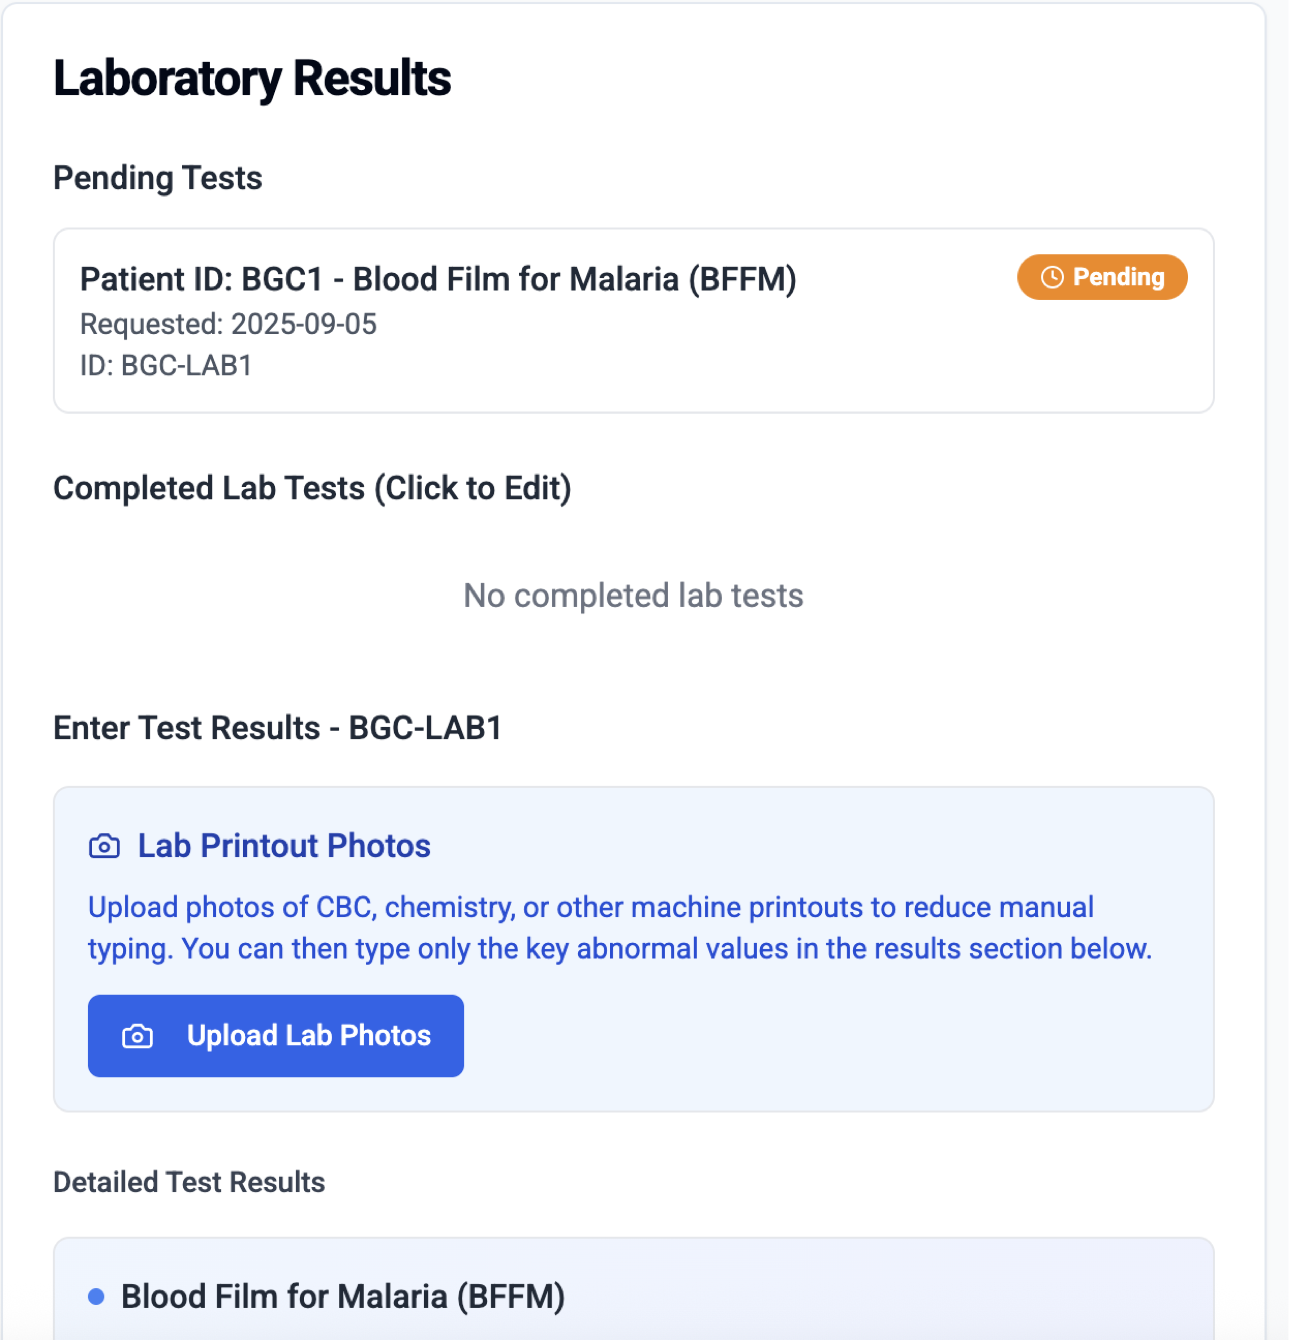 Laboratory Results
Pending Tests
Patient ID: BGC1 - Blood Film for Malaria (BFFM)
Pending
Requested: 2025-09-05
ID: BGC-LAB1
Completed Lab Tests (Click to Edit)
No completed lab tests
Enter Test Results - BGC-LAB1
Lab Printout Photos
Upload photos of CBC, chemistry, or other machine printouts to reduce manual
typing. You can then type only the key abnormal values in the results section below.
Upload Lab Photos
Detailed Test Results
Blood Film for Malaria (BFFM)